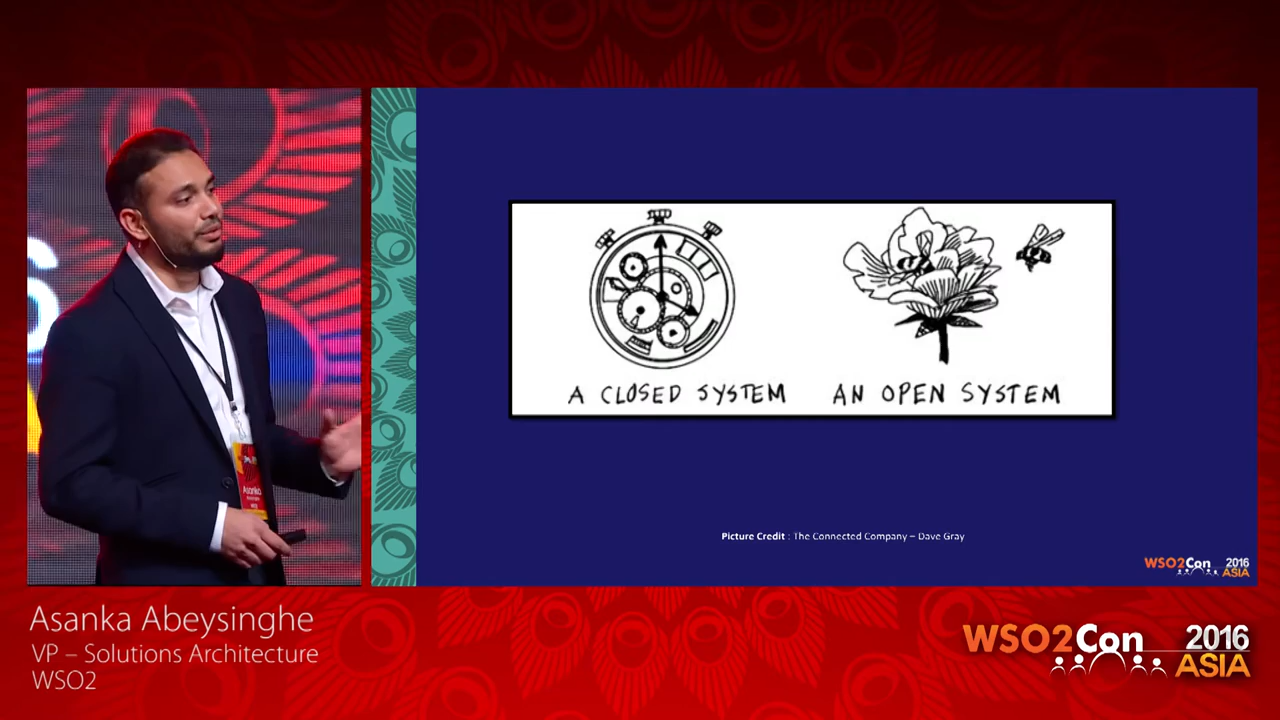 A CLOSED SYSTEM
AN OPEN SYSTEM
Picture Credit : The Connected Company – Dave Gray
WSO2Con 2016
ASIA
Asanka
Asanka Abeysinghe
VP – Solutions Architecture
WSO2
WSO2Con 2016
ASIA